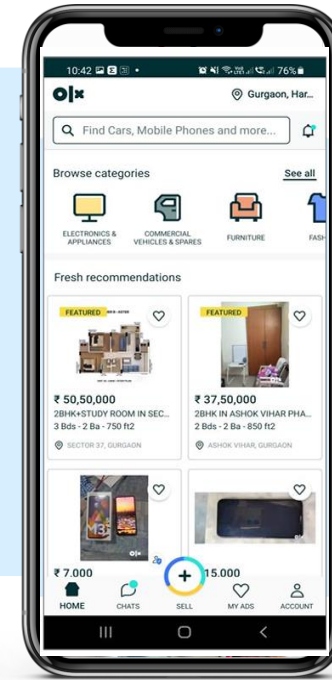 10:42 76%
olx
Gurgaon, Har...
Find Cars, Mobile Phones and more...
Browse categories See all
ELECTRONICS &
APPLIANCES
COMMERCIAL
VEHICLES & SPARES
FURNITURE
FASH
Fresh recommendations
FEATURED
₹ 50,50,000
2BHK+STUDY ROOM IN SEC...
3 Bds - 2 Ba - 750 ft2
SECTOR 37, GURGAON
FEATURED
₹ 37,50,000
2BHK IN ASHOK VIHAR PHA...
2 Bds - 2 Ba - 850 ft2
ASHOK VIHAR, GURGAON
olx
₹ 7,000
15,000
HOME CHATS SELL MY ADS ACCOUNT